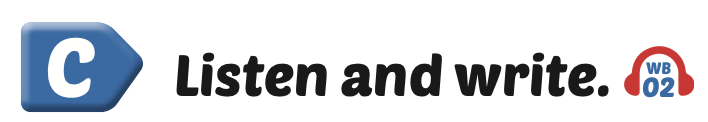 C Listen and write. WB 02